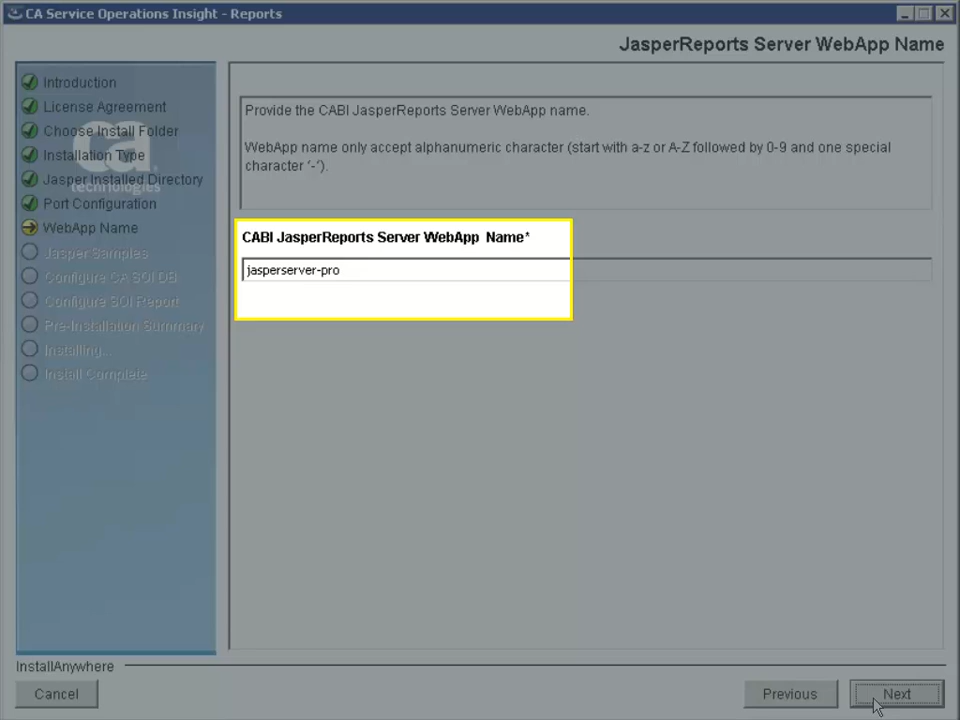 CA Service Operations Insight - Reports
JasperReports Server WebApp Name
Introduction
License Agreement
Choose Install Folder
Installation Type
Jasper Installed Directory
Port Configuration
WebApp Name
Jasper Samples
Configure CA SOI DB
Configure SOI Report
Pre-Installation Summary
Installing...
Install Complete
ca
technologies
Provide the CABI JasperReports Server WebApp name.
WebApp name only accept alphanumeric character (start with a-z or A-Z followed by 0-9 and one special
character '-').
CABI JasperReports Server WebApp Name*
jasperserver-pro
InstallAnywhere
Cancel
Previous
Next